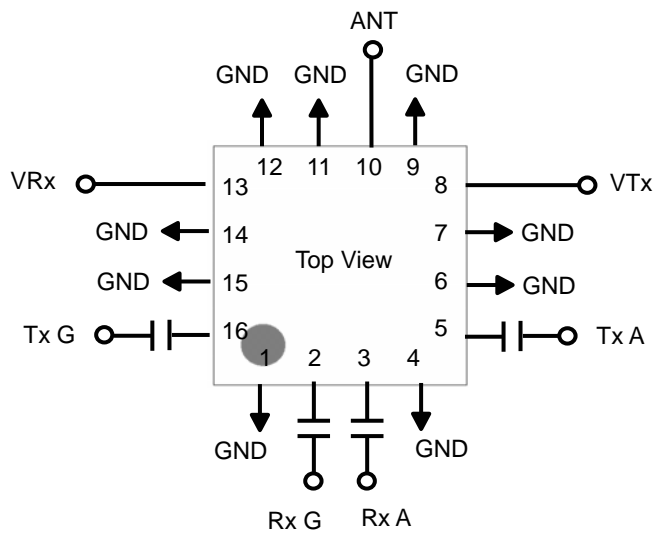 ANT
GND GND GND
12 11 10 9
VRx 13 8 VTx
GND 14 7 GND
Top View
GND 15 6 GND
Tx G 16 5 Tx A
1 2 3 4
GND GND
Rx G Rx A